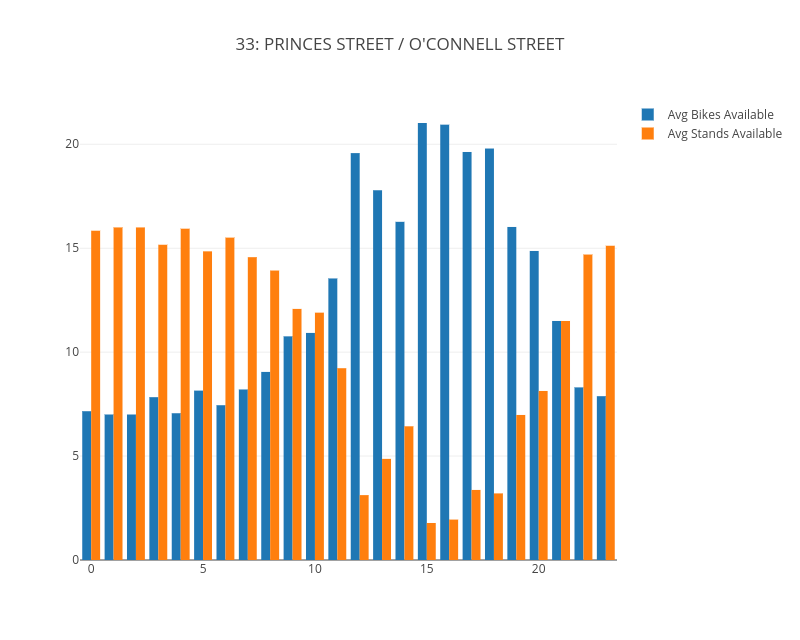 33: PRINCES STREET / O'CONNELL STREET
Avg Bikes Available
Avg Stands Available
20
15
10
5
0
0 5 10 15 20